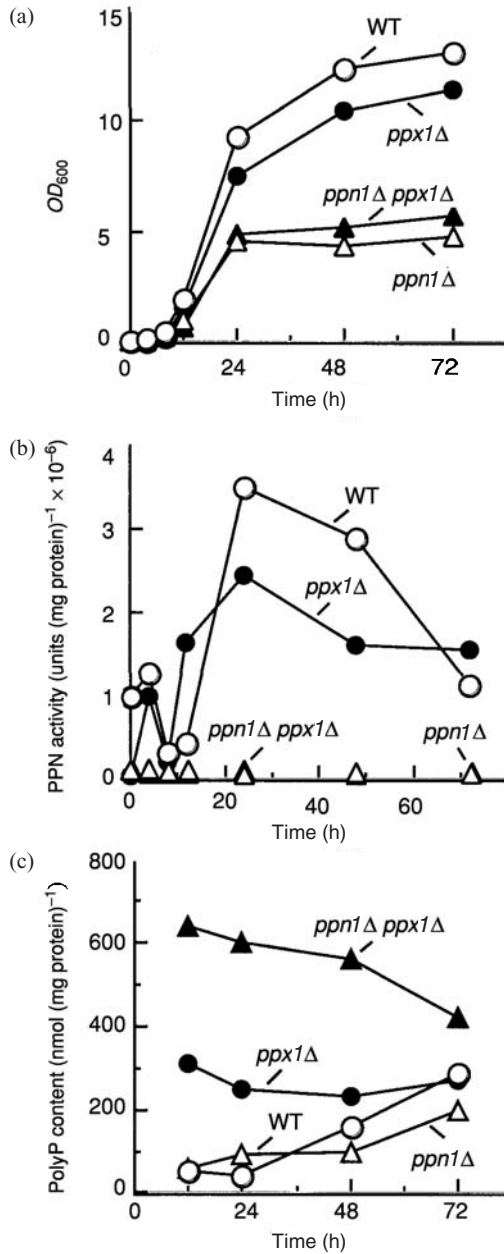 (a)
15
10
5
0
OD600
WT
ppx1Δ
ppn1Δ ppx1Δ
ppn1Δ
0 24 48 72
Time (h)
(b)
4
3
2
1
0
PPN activity (units (mg protein)⁻¹ × 10⁻⁶)
WT
ppx1Δ
ppn1Δ ppx1Δ
ppn1Δ
0 20 40 60
Time (h)
(c)
800
600
400
200
0
PolyP content (nmol (mg protein)⁻¹)
ppn1Δ ppx1Δ
ppx1Δ
WT
ppn1Δ
0 24 48 72
Time (h)